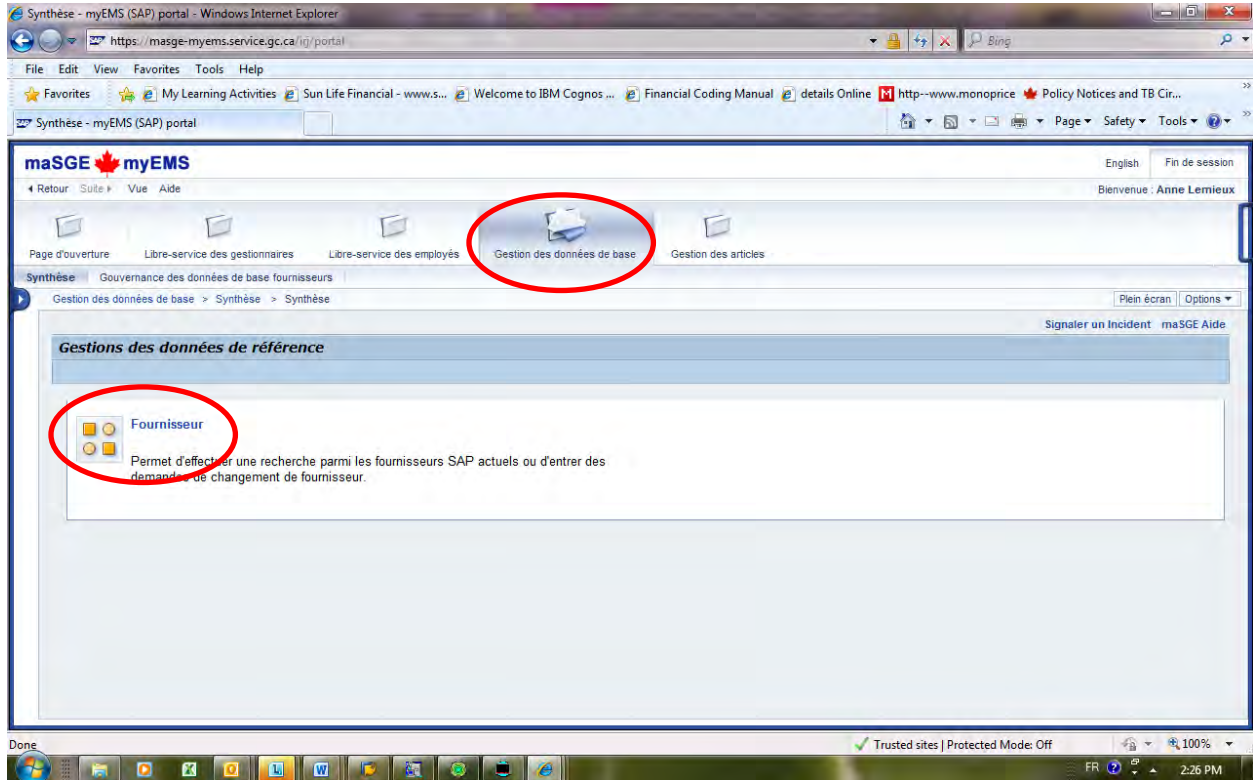 Synthèse - myEMS (SAP) portal - Windows Internet Explorer
https://masge-myems.service.gc.ca/irj/portal
Bing
File Edit View Favorites Tools Help
Favorites My Learning Activities Sun Life Financial - www.s... Welcome to IBM Cognos ... Financial Coding Manual details Online http--www.monoprice Policy Notices and TB Cir...
Synthèse - myEMS (SAP) portal
Page Safety Tools
maSGE myEMS
English Fin de session
Retour Suite Vue Aide
Bienvenue : Anne Lemieux
Page d'ouverture Libre-service des gestionnaires Libre-service des employés Gestion des données de base Gestion des articles
Synthèse Gouvernance des données de base fournisseurs
Gestion des données de base > Synthèse > Synthèse
Plein écran Options
Signaler un Incident maSGE Aide
Gestions des données de référence
Fournisseur
Permet d'effectuer une recherche parmi les fournisseurs SAP actuels ou d'entrer des
demandes de changement de fournisseur.
Done
Trusted sites | Protected Mode: Off
100%
FR
2:26 PM